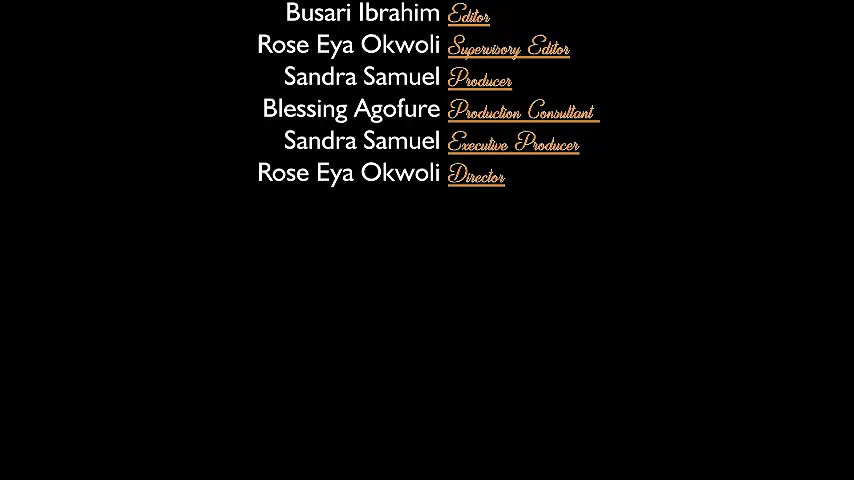 Busari Ibrahim Editor
Rose Eya Okwoli Supervisory Editor
Sandra Samuel Producer
Blessing Agofure Production Consultant
Sandra Samuel Executive Producer
Rose Eya Okwoli Director